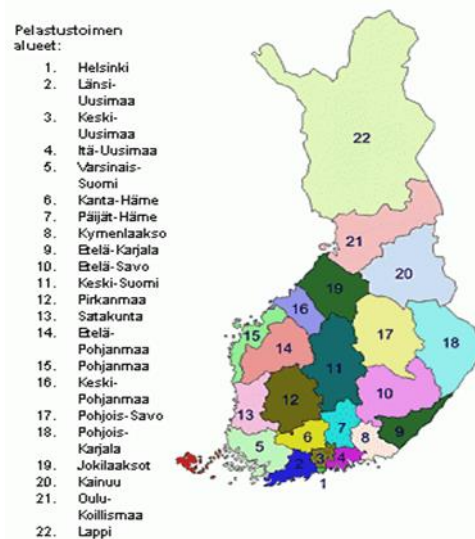 Pelastustoimen
alueet:
1. Helsinki
2. Länsi-
Uusimaa
3. Keski-
Uusimaa
4. Itä-Uusimaa
5. Varsinais-
Suomi
6. Kanta-Häme
7. Päijät-Häme
8. Kymenlaakso
9. Etelä-Karjala
10. Etelä-Savo
11. Keski-Suomi
12. Pirkanmaa
13. Satakunta
14. Etelä-
Pohjanmaa
15. Pohjanmaa
16. Keski-
Pohjanmaa
17. Pohjois-Savo
18. Pohjois-
Karjala
19. Jokilaaksot
20. Kainuu
21. Oulu-
Koillismaa
22. Lappi
22
21
20
19
16
15
14
17
18
11
10
12
13
7
6
5
8
9
3
4
2
1